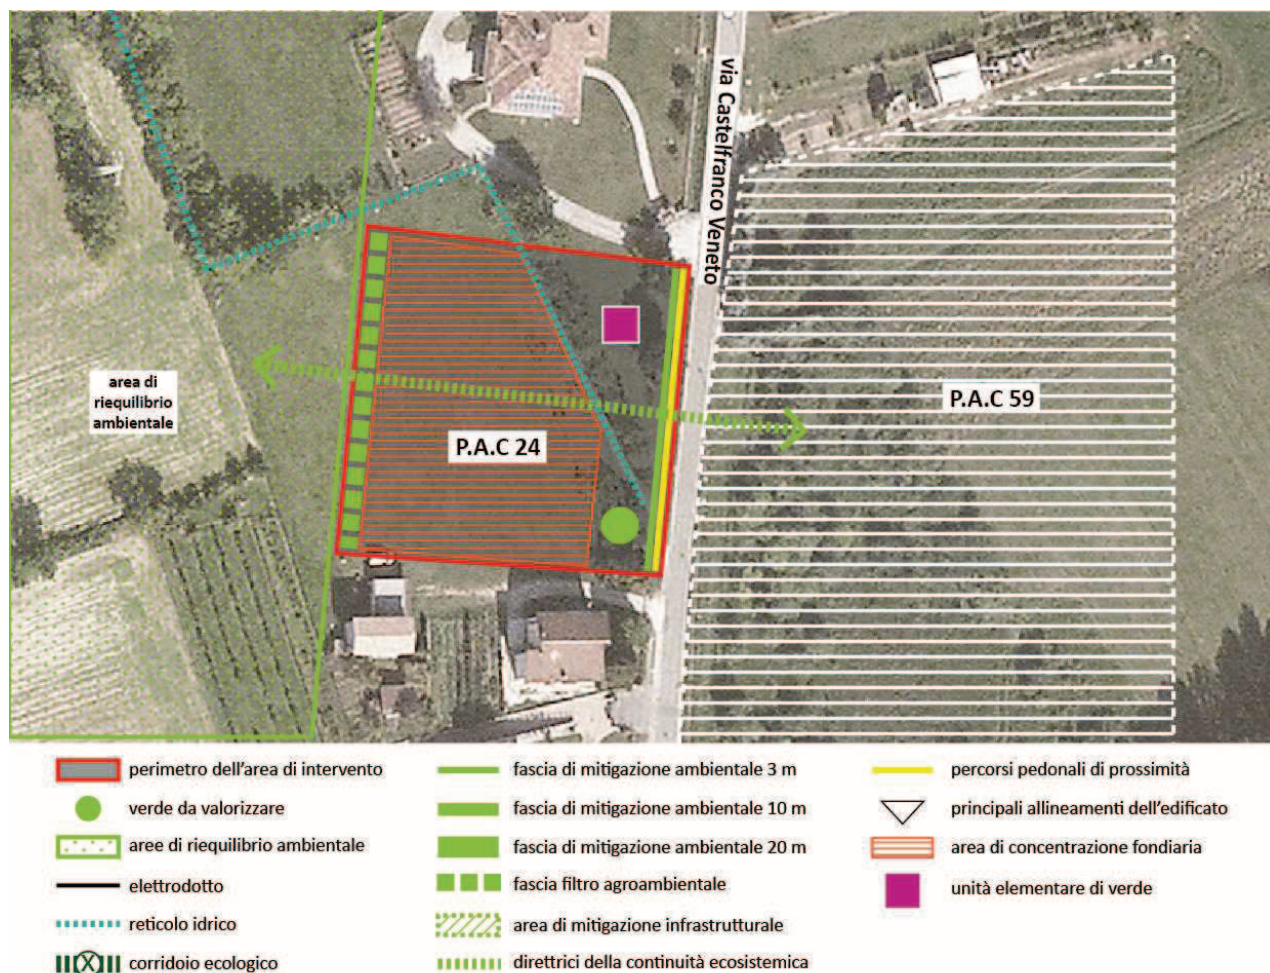 via Castelfranco Veneto
area di
riequilibrio
ambientale
P.A.C 59
P.A.C 24
perimetro dell'area di intervento
verde da valorizzare
aree di riequilibrio ambientale
elettrodotto
reticolo idrico
X
corridoio ecologico
fascia di mitigazione ambientale 3 m
fascia di mitigazione ambientale 10 m
fascia di mitigazione ambientale 20 m
fascia filtro agroambientale
area di mitigazione infrastrutturale
direttrici della continuità ecosistemica
percorsi pedonali di prossimità
principali allineamenti dell'edificato
area di concentrazione fondiaria
unità elementare di verde